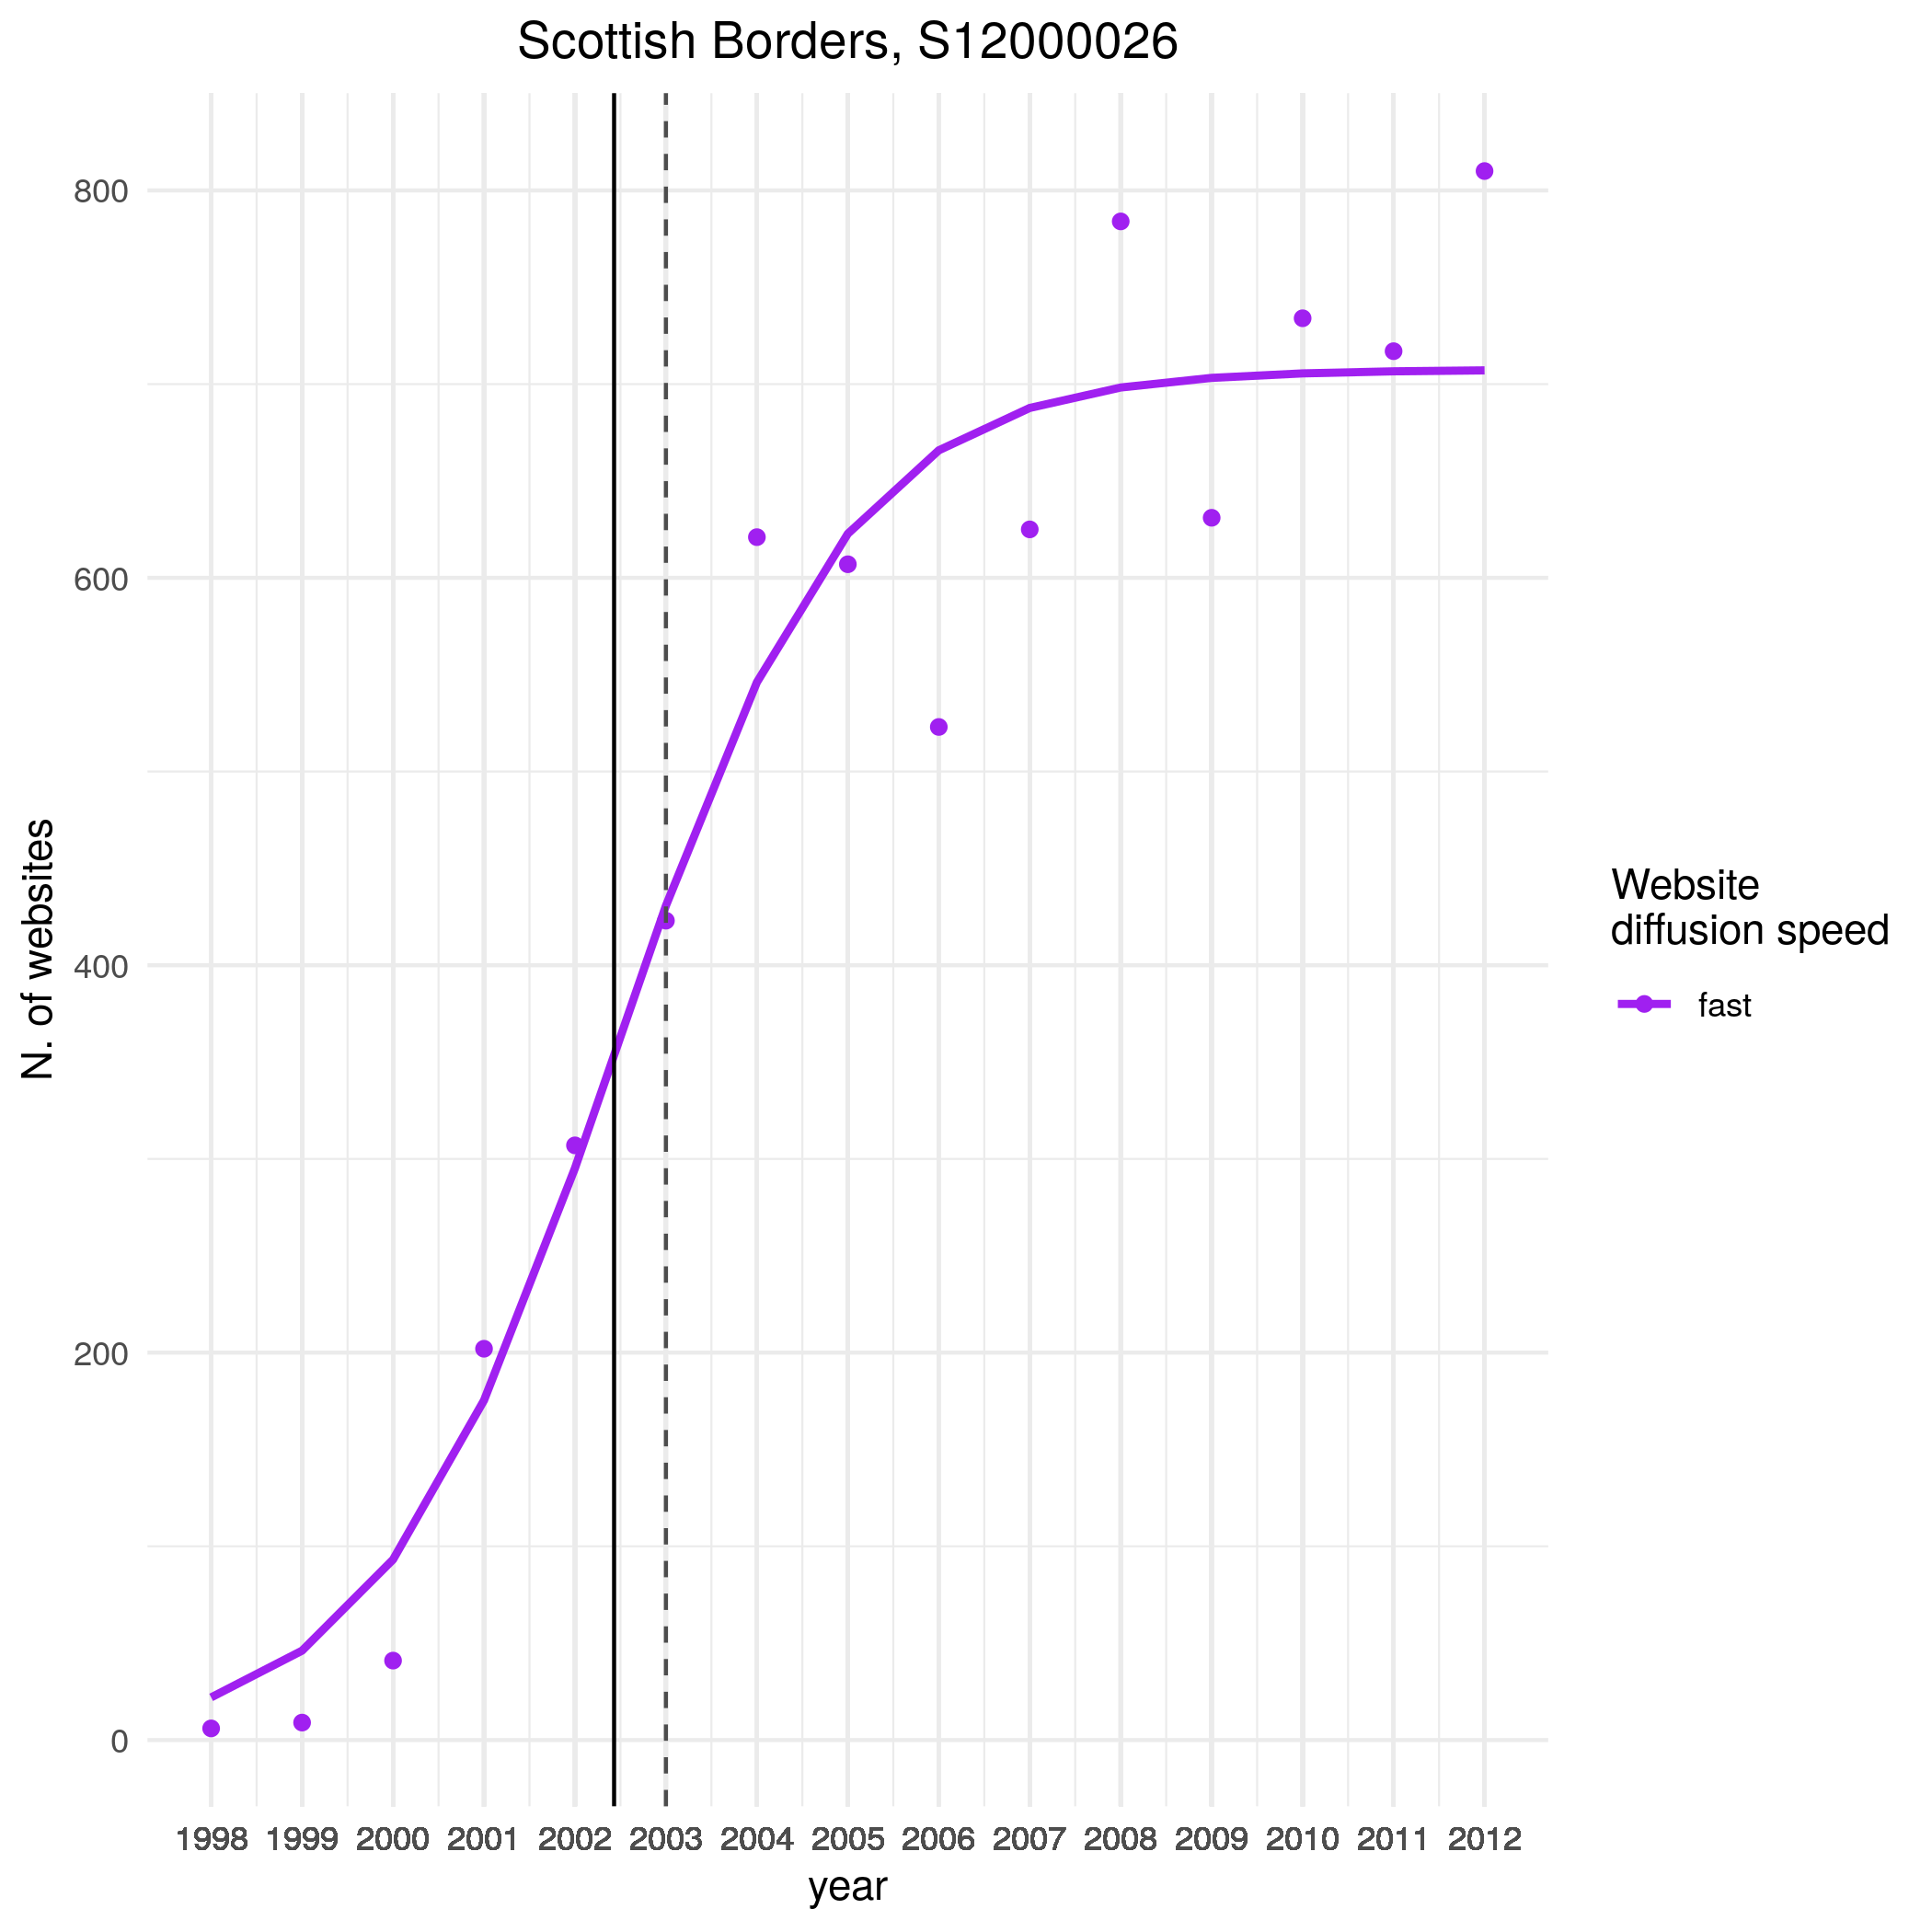 Scottish Borders, S12000026
800
600
400
200
0
N. of websites
1998 1999 2000 2001 2002 2003 2004 2005 2006 2007 2008 2009 2010 2011 2012
year
Website
diffusion speed
fast